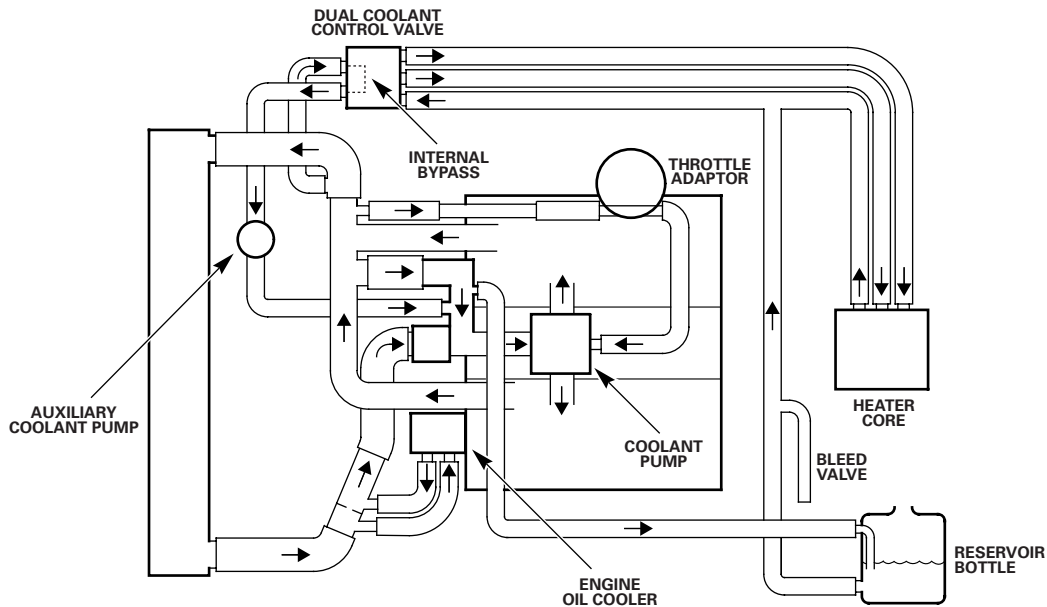 DUAL COOLANT
CONTROL VALVE
INTERNAL
BYPASS
THROTTLE
ADAPTOR
AUXILIARY
COOLANT PUMP
COOLANT
PUMP
HEATER
CORE
BLEED
VALVE
ENGINE
OIL COOLER
RESERVOIR
BOTTLE